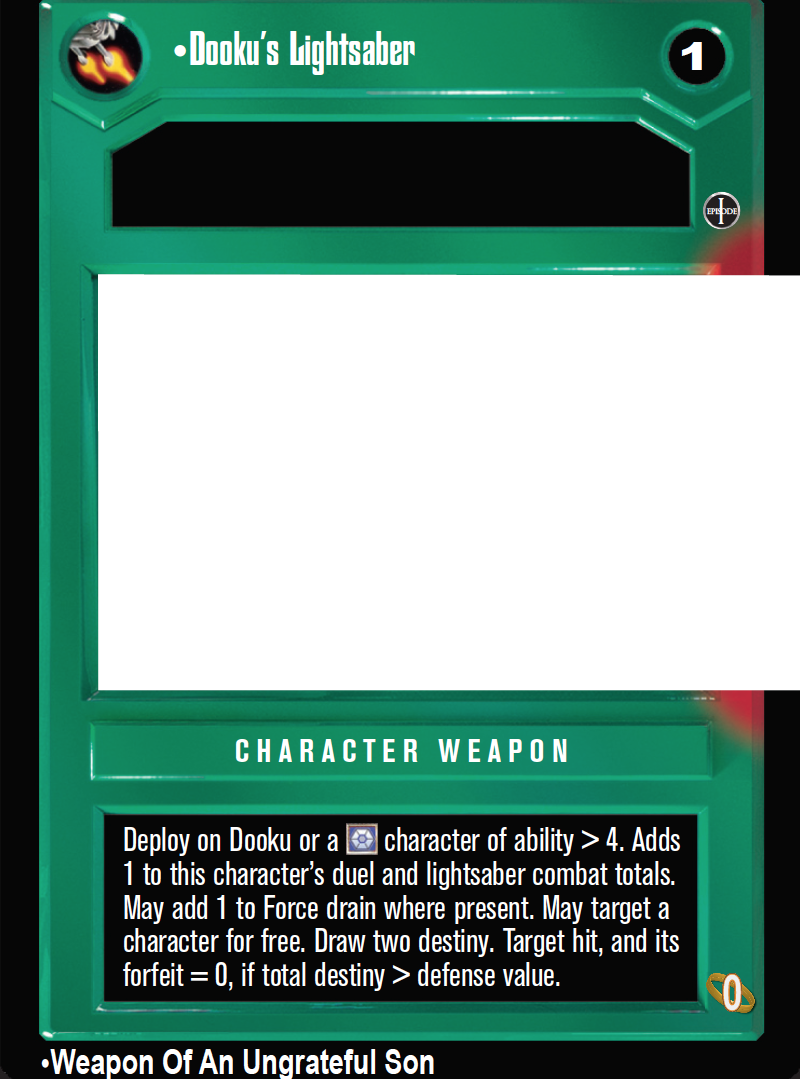 •Dooku's Lightsaber
1
EPISODE
I
CHARACTER WEAPON
Deploy on Dooku or a character of ability > 4. Adds
1 to this character's duel and lightsaber combat totals.
May add 1 to Force drain where present. May target a
character for free. Draw two destiny. Target hit, and its
forfeit = 0, if total destiny > defense value.
0
•Weapon Of An Ungrateful Son